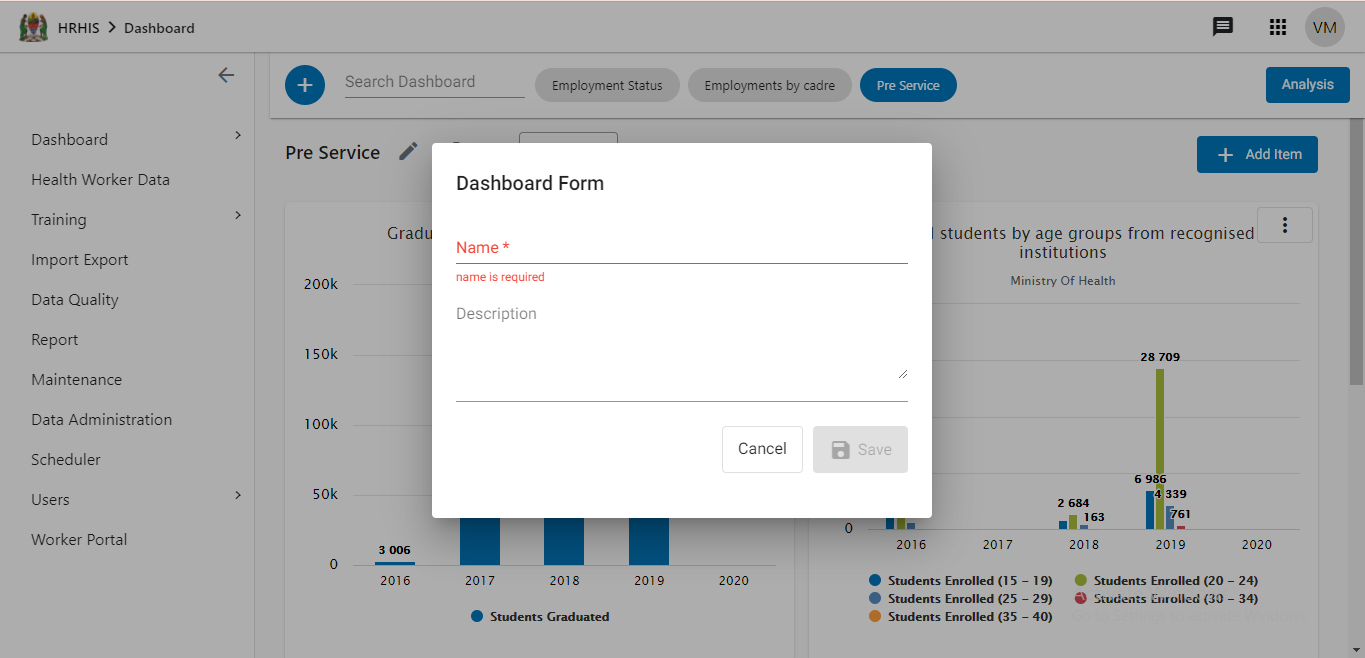 HRHIS > Dashboard
VM
Search Dashboard
Employment Status
Employments by cadre
Pre Service
Analysis
Dashboard
Health Worker Data
Training
Import Export
Data Quality
Report
Maintenance
Data Administration
Scheduler
Users
Worker Portal
Pre Service
Add Item
Dashboard Form
Name *
name is required
Description
Cancel
Save
Gradu
200k
150k
100k
50k
0
3 006
2016 2017 2018 2019 2020
Students Graduated
students by age groups from recognised
institutions
Ministry Of Health
28 709
6 986
4 339
2 684
761
163
0
2016 2017 2018 2019 2020
Students Enrolled (15 – 19) Students Enrolled (20 – 24)
Students Enrolled (25 – 29) Students Enrolled (30 – 34)
Students Enrolled (35 – 40)